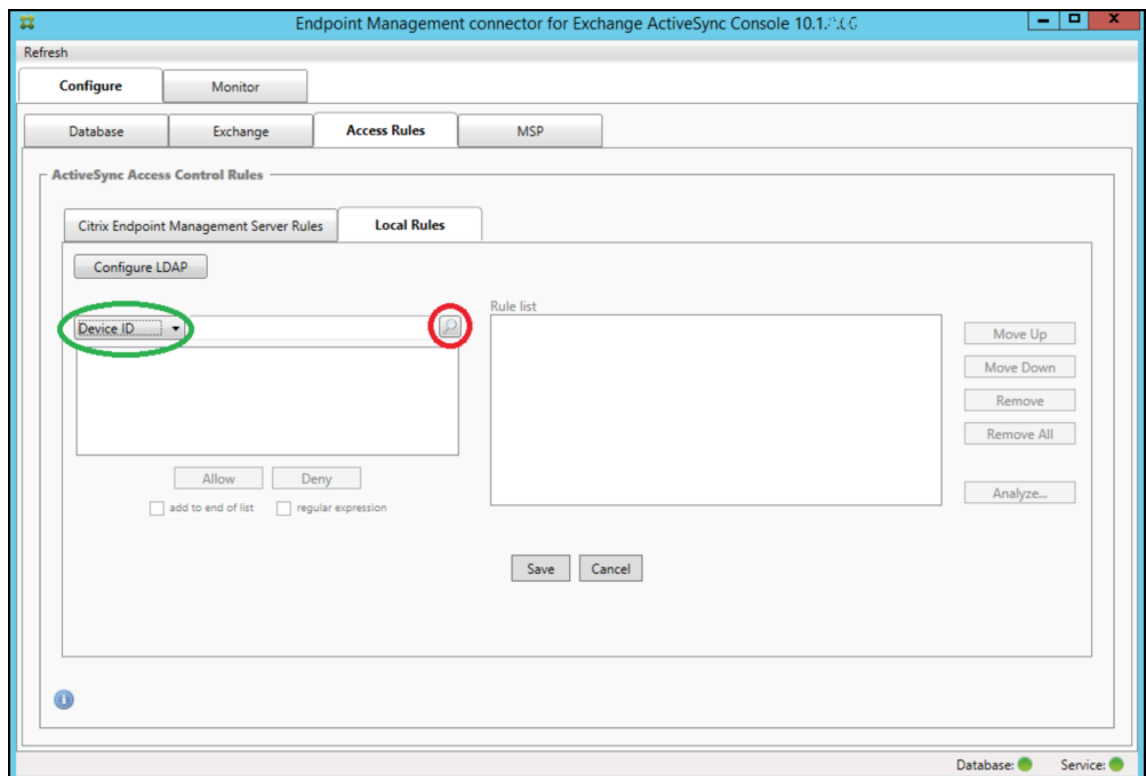 Endpoint Management connector for Exchange ActiveSync Console 10.1.
Refresh
Configure
Monitor
Database
Exchange
Access Rules
MSP
ActiveSync Access Control Rules
Citrix Endpoint Management Server Rules
Local Rules
Configure LDAP
Rule list
Device ID
Move Up
Move Down
Remove
Remove All
Allow
Deny
Analyze...
add to end of list
regular expression
Save
Cancel
Database:
Service: